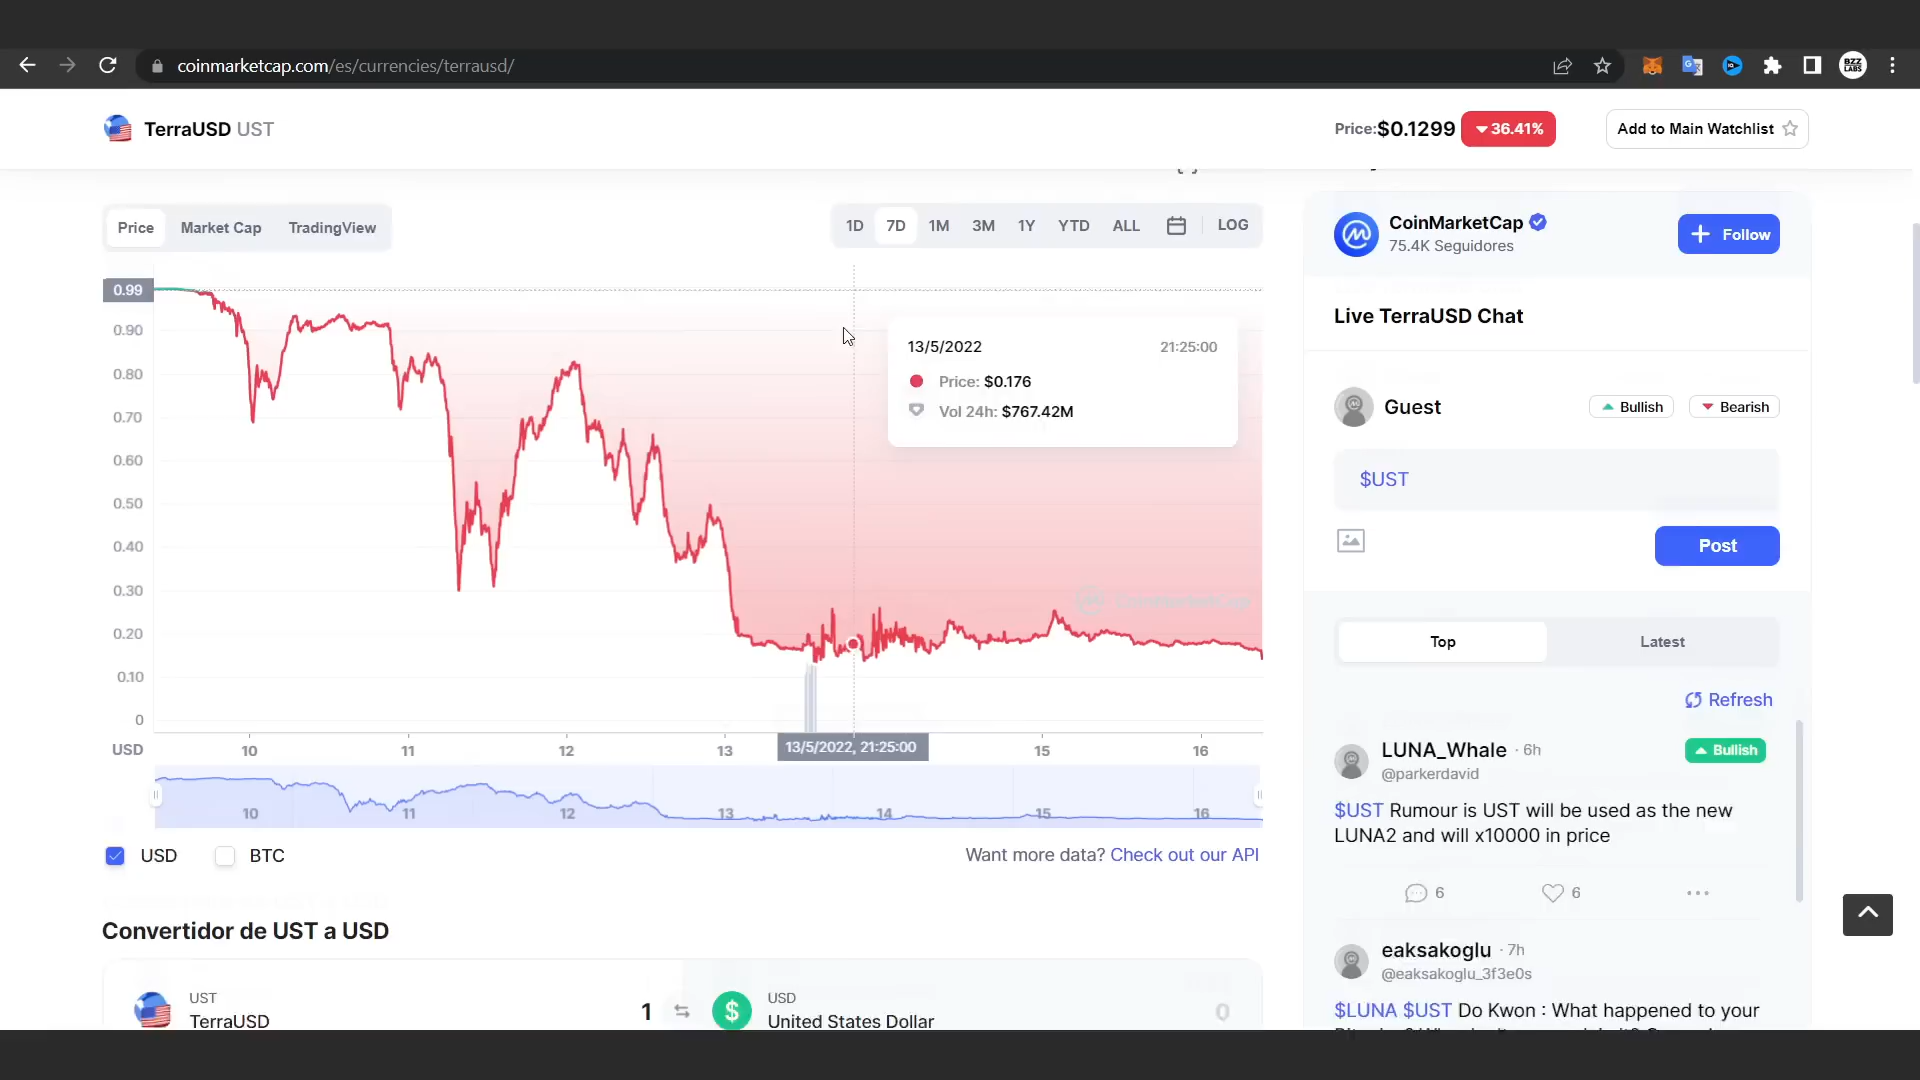 coinmarketcap.com/es/currencies/terrausd/
BZZ LABS
TerraUSD UST
Price:$0.1299
36.41%
Add to Main Watchlist
Price
Market Cap
TradingView
1D
7D
1M
3M
1Y
YTD
ALL
LOG
0.99
0.90
0.80
0.70
0.60
0.50
0.40
0.30
0.20
0.10
0
USD
13/5/2022
21:25:00
Price: $0.176
Vol 24h: $767.42M
CoinMarketCap
10
11
12
13
13/5/2022, 21:25:00
15
16
10
11
12
13
14
15
16
USD
BTC
Want more data? Check out our API
Convertidor de UST a USD
UST
TerraUSD
1
USD
United States Dollar
0
CoinMarketCap
75.4K Seguidores
Follow
Live TerraUSD Chat
Guest
Bullish
Bearish
$UST
Post
Top
Latest
Refresh
LUNA_Whale · 6h
@parkerdavid
Bullish
$UST Rumour is UST will be used as the new
LUNA2 and will x10000 in price
6
6
eaksakoglu · 7h
@eaksakoglu_3f3e0s
$LUNA $UST Do Kwon : What happened to your